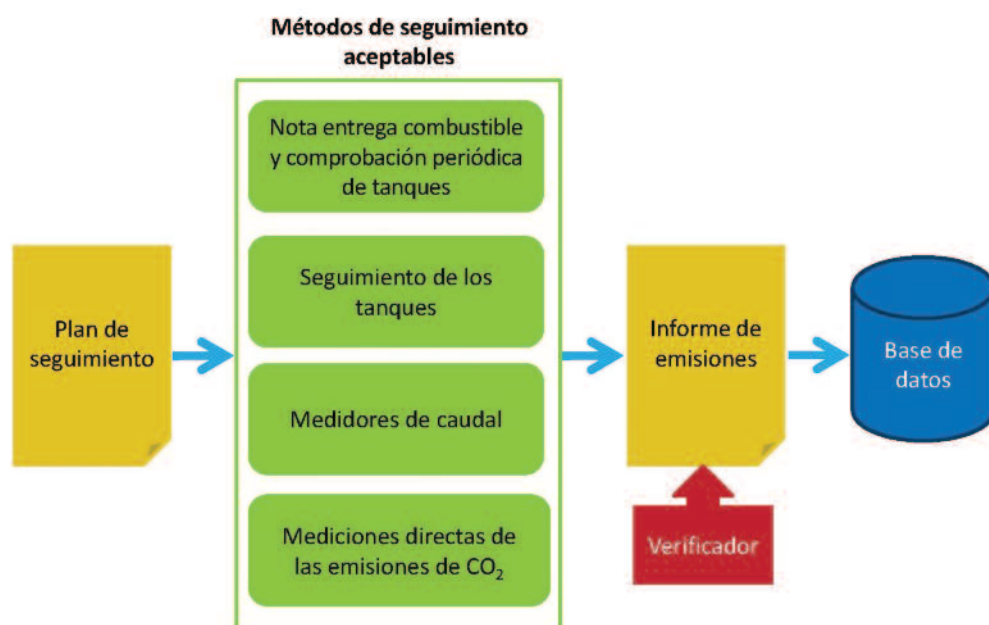 Métodos de seguimiento
aceptables
Nota entrega combustible
y comprobación periódica
de tanques
Seguimiento de los
tanques
Medidores de caudal
Mediciones directas de
las emisiones de CO₂
Plan de
seguimiento
Informe de
emisiones
Verificador
Base de
datos